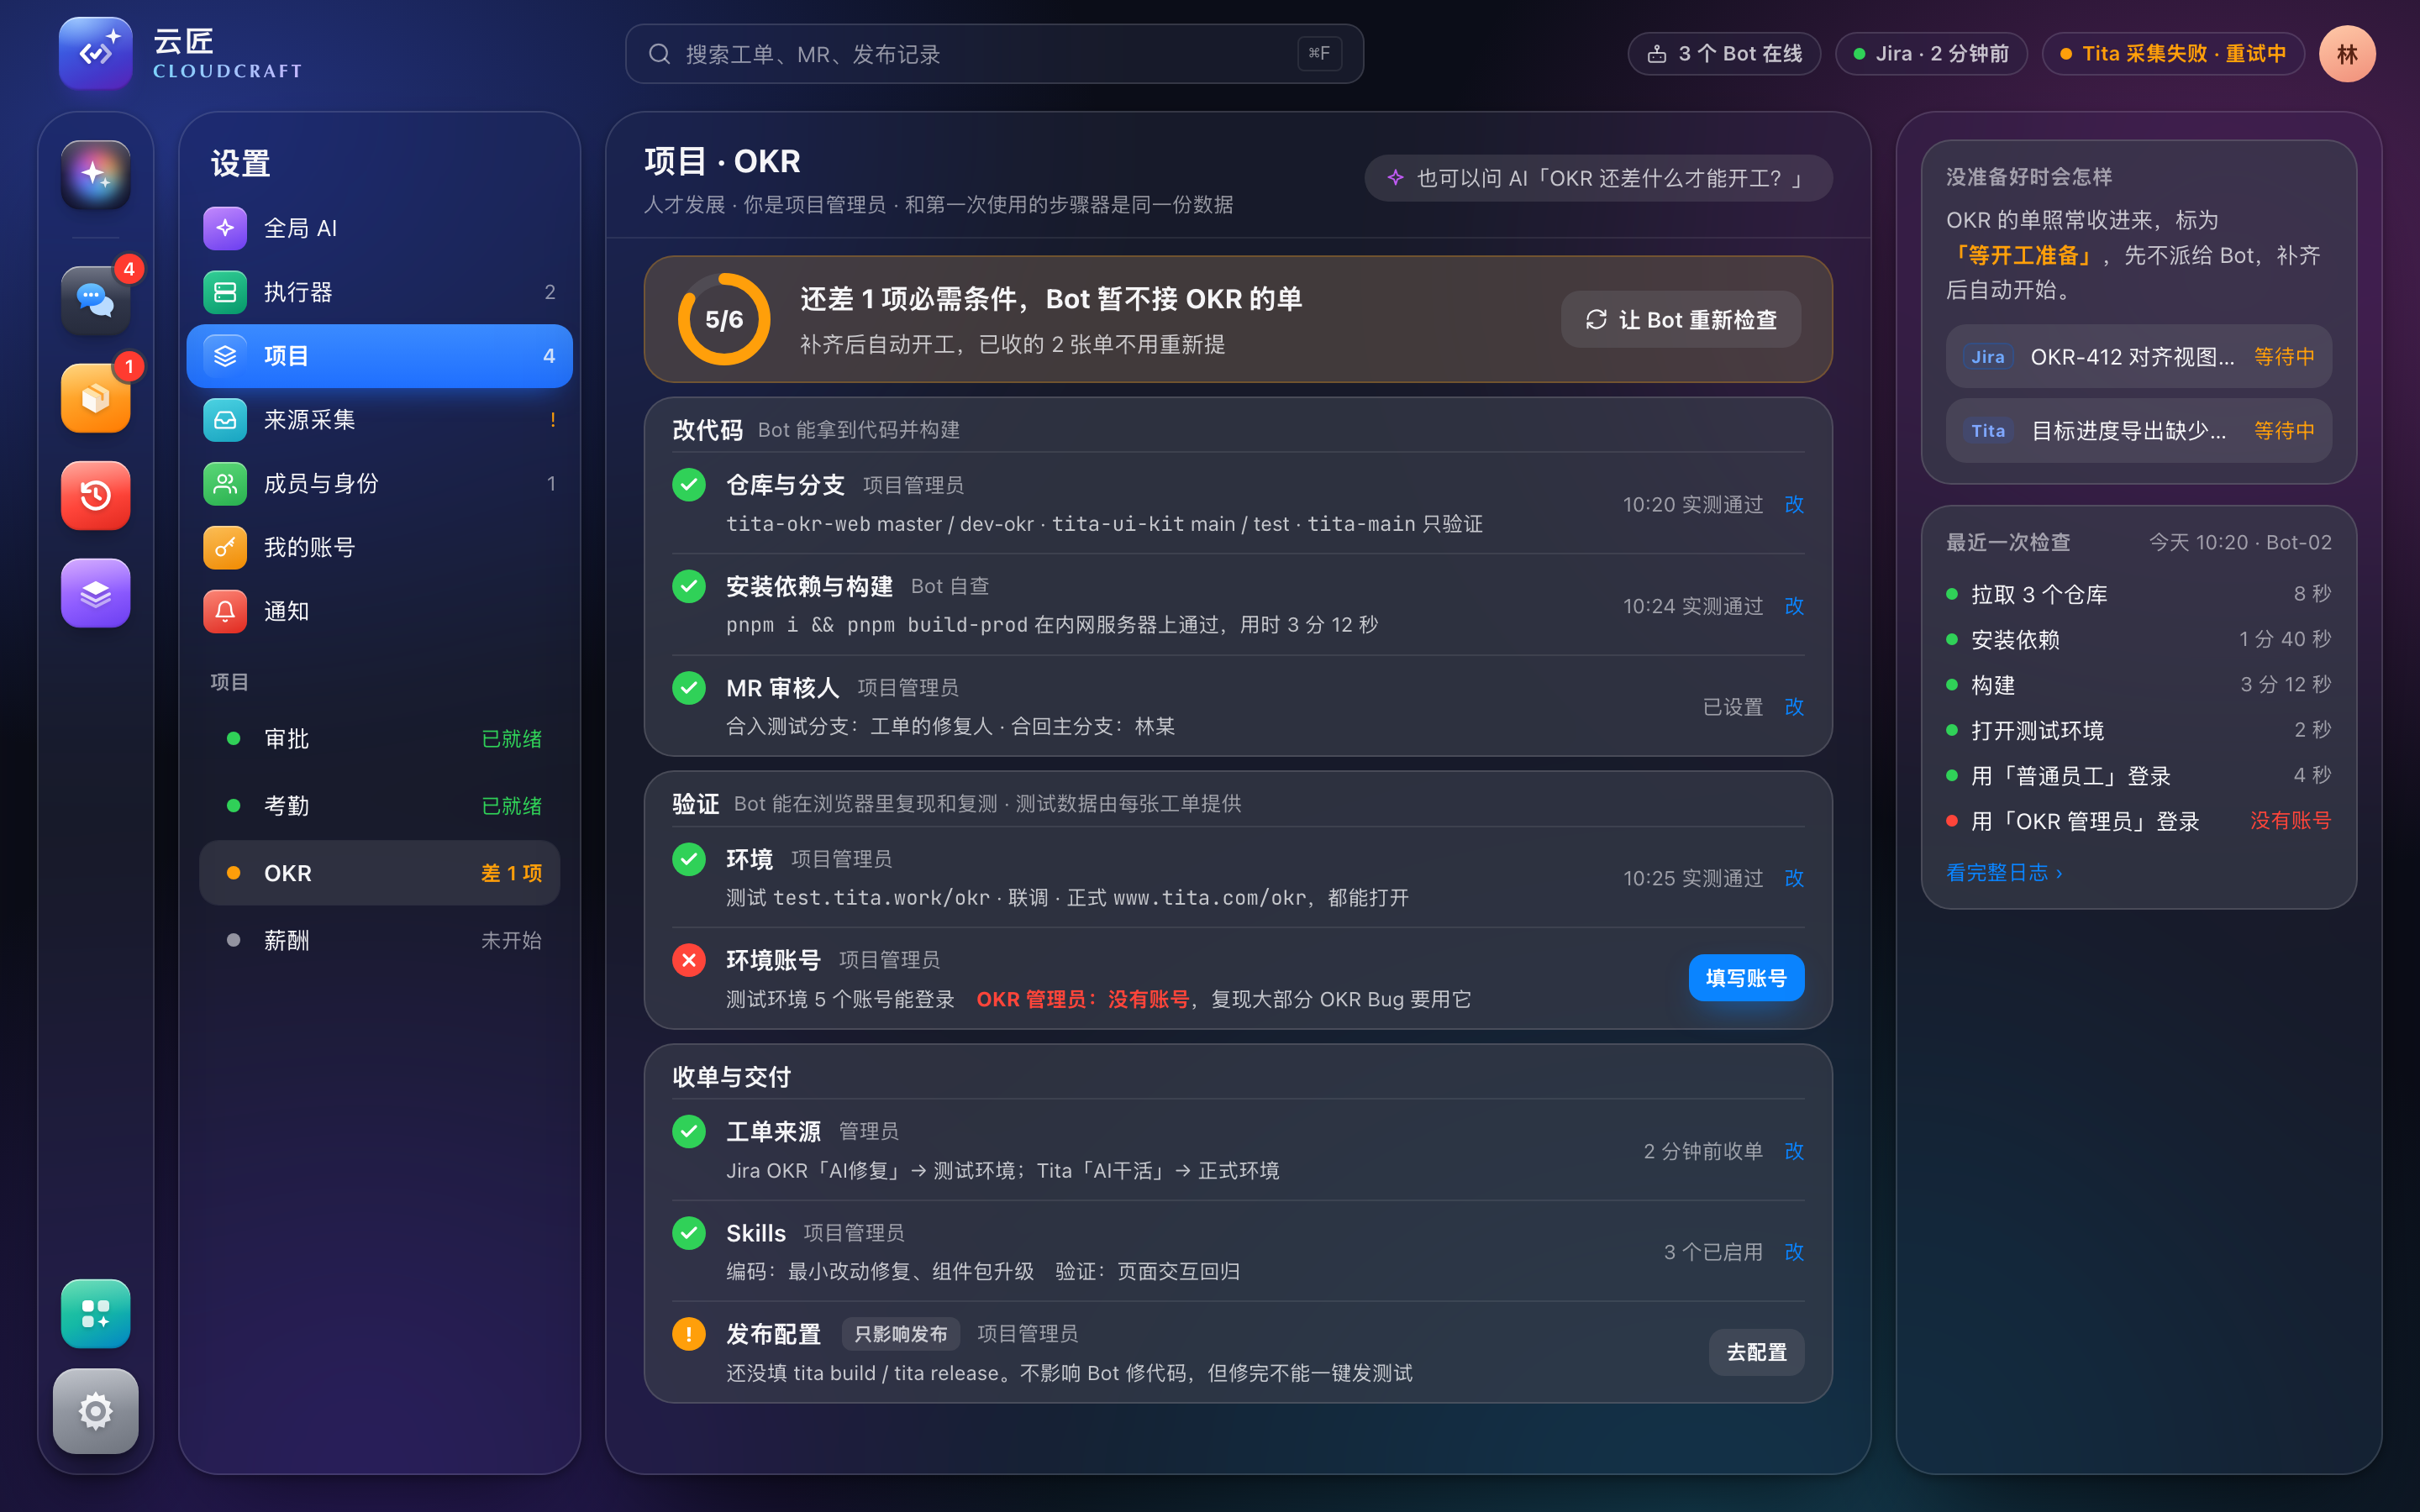 云匠
CLOUDCRAFT
搜索工单、MR、发布记录
⌘F
3 个 Bot 在线
Jira · 2 分钟前
Tita 采集失败 · 重试中
林
4
1
设置
全局 AI
执行器 2
项目 4
来源采集 !
成员与身份 1
我的账号
通知
项目
审批 已就绪
考勤 已就绪
OKR 差 1 项
薪酬 未开始
项目 · OKR
人才发展 · 你是项目管理员 · 和第一次使用的步骤器是同一份数据
也可以问 AI「OKR 还差什么才能开工？」
5/6
还差 1 项必需条件，Bot 暂不接 OKR 的单
补齐后自动开工，已收的 2 张单不用重新提
让 Bot 重新检查
改代码 Bot 能拿到代码并构建
仓库与分支 项目管理员
tita-okr-web master / dev-okr · tita-ui-kit main / test · tita-main 只验证
10:20 实测通过 改
安装依赖与构建 Bot 自查
pnpm i && pnpm build-prod 在内网服务器上通过，用时 3 分 12 秒
10:24 实测通过 改
MR 审核人 项目管理员
合入测试分支：工单的修复人 · 合回主分支：林某
已设置 改
验证 Bot 能在浏览器里复现和复测 · 测试数据由每张工单提供
环境 项目管理员
测试 test.tita.work/okr · 联调 · 正式 www.tita.com/okr，都能打开
10:25 实测通过 改
环境账号 项目管理员
测试环境 5 个账号能登录 OKR 管理员：没有账号，复现大部分 OKR Bug 要用它
填写账号
收单与交付
工单来源 管理员
Jira OKR「AI修复」→ 测试环境；Tita「AI干活」→ 正式环境
2 分钟前收单 改
Skills 项目管理员
编码：最小改动修复、组件包升级 验证：页面交互回归
3 个已启用 改
! 发布配置 只影响发布 项目管理员
还没填 tita build / tita release。不影响 Bot 修代码，但修完不能一键发测试
去配置
没准备好时会怎样
OKR 的单照常收进来，标为
「等开工准备」，先不派给 Bot，补齐
后自动开始。
Jira OKR-412 对齐视图... 等待中
Tita 目标进度导出缺少... 等待中
最近一次检查 今天 10:20 · Bot-02
拉取 3 个仓库 8 秒
安装依赖 1 分 40 秒
构建 3 分 12 秒
打开测试环境 2 秒
用「普通员工」登录 4 秒
用「OKR 管理员」登录 没有账号
看完整日志 ›